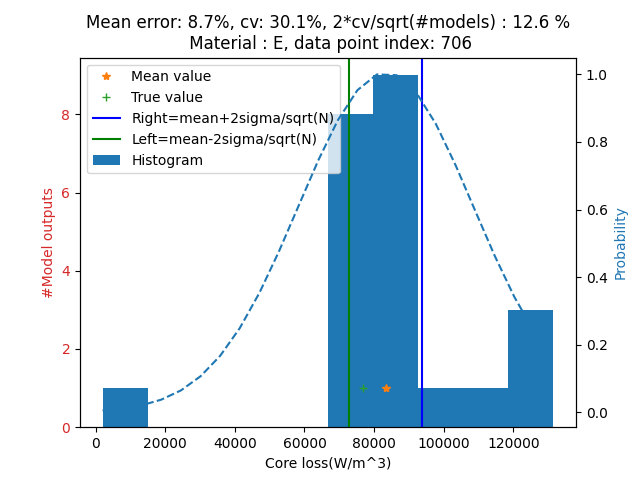 Mean error: 8.7%, cv: 30.1%, 2*cv/sqrt(#models) : 12.6 %
Material : E, data point index: 706
Mean value
True value
Right=mean+2sigma/sqrt(N)
Left=mean-2sigma/sqrt(N)
Histogram
#Model outputs
8
6
4
2
0
1.0
0.8
0.6
0.4
0.2
0.0
Probability
0 20000 40000 60000 80000 100000 120000
Core loss(W/m^3)